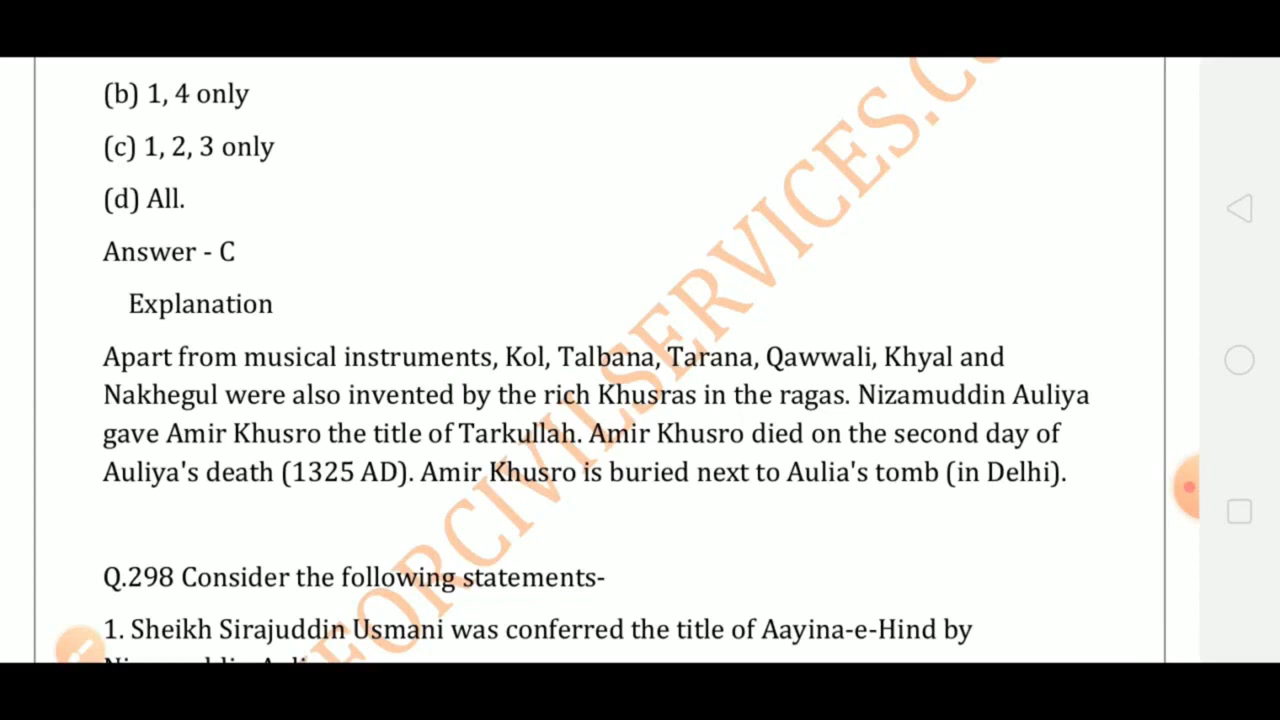 (b) 1, 4 only
(c) 1, 2, 3 only
(d) All.
Answer - C
Explanation
Apart from musical instruments, Kol, Talbana, Tarana, Qawwali, Khyal and
Nakhegul were also invented by the rich Khusras in the ragas. Nizamuddin Auliya
gave Amir Khusro the title of Tarkullah. Amir Khusro died on the second day of
Auliya's death (1325 AD). Amir Khusro is buried next to Aulia's tomb (in Delhi).
Q.298 Consider the following statements-
1. Sheikh Sirajuddin Usmani was conferred the title of Aayina-e-Hind by
EFORCIVILSERVICES.CO